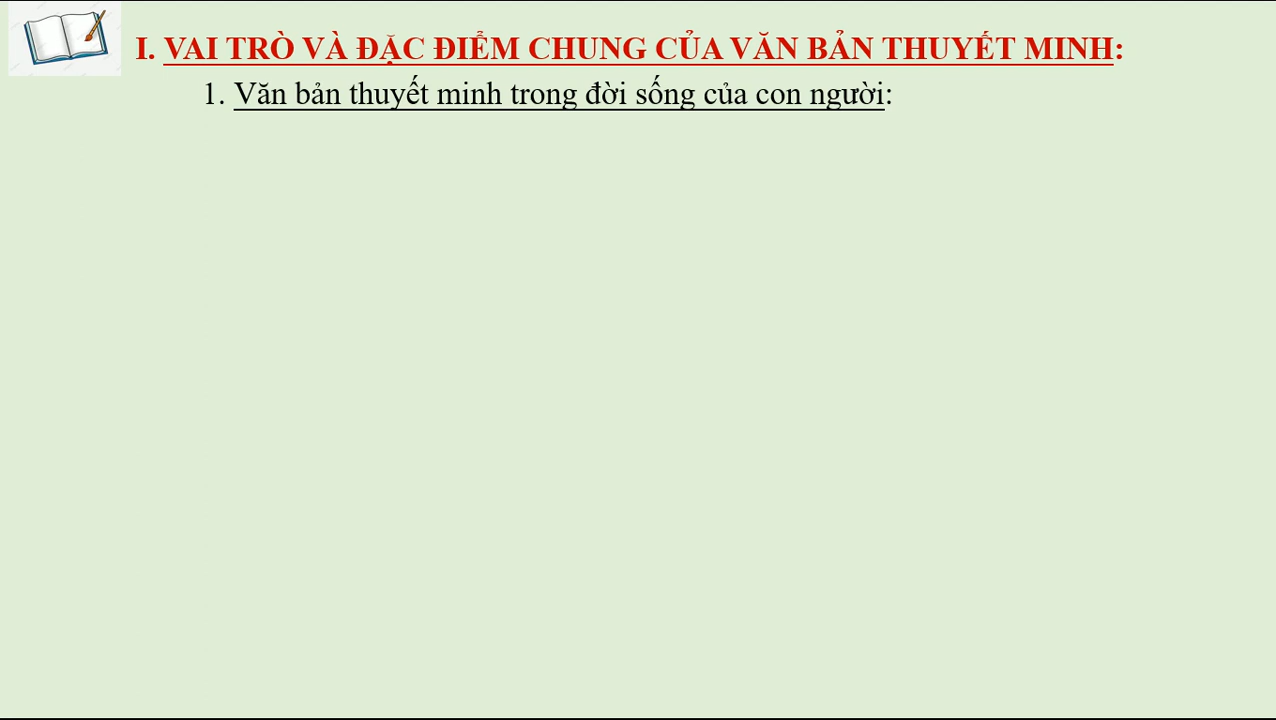 I. VAI TRÒ VÀ ĐẶC ĐIỂM CHUNG CỦA VĂN BẢN THUYẾT MINH:
1. Văn bản thuyết minh trong đời sống của con người: